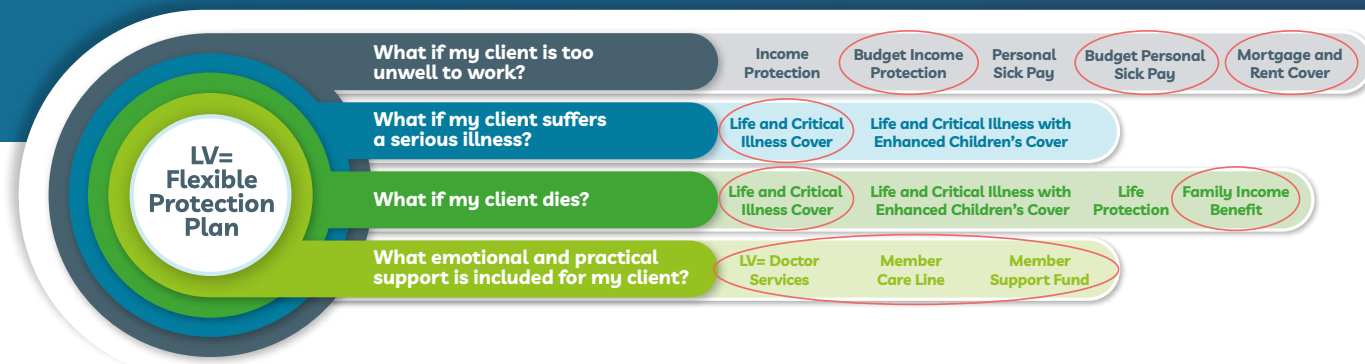 LV=
Flexible
Protection
Plan
What if my client is too
unwell to work?
Income
Protection
Budget Income
Protection
Personal
Sick Pay
Budget Personal
Sick Pay
Mortgage and
Rent Cover
What if my client suffers
a serious illness?
Life and Critical
Illness Cover
Life and Critical Illness with
Enhanced Children’s Cover
What if my client dies?
Life and Critical
Illness Cover
Life and Critical Illness with
Enhanced Children’s Cover
Life
Protection
Family Income
Benefit
What emotional and practical
support is included for my client?
LV= Doctor
Services
Member
Care Line
Member
Support Fund